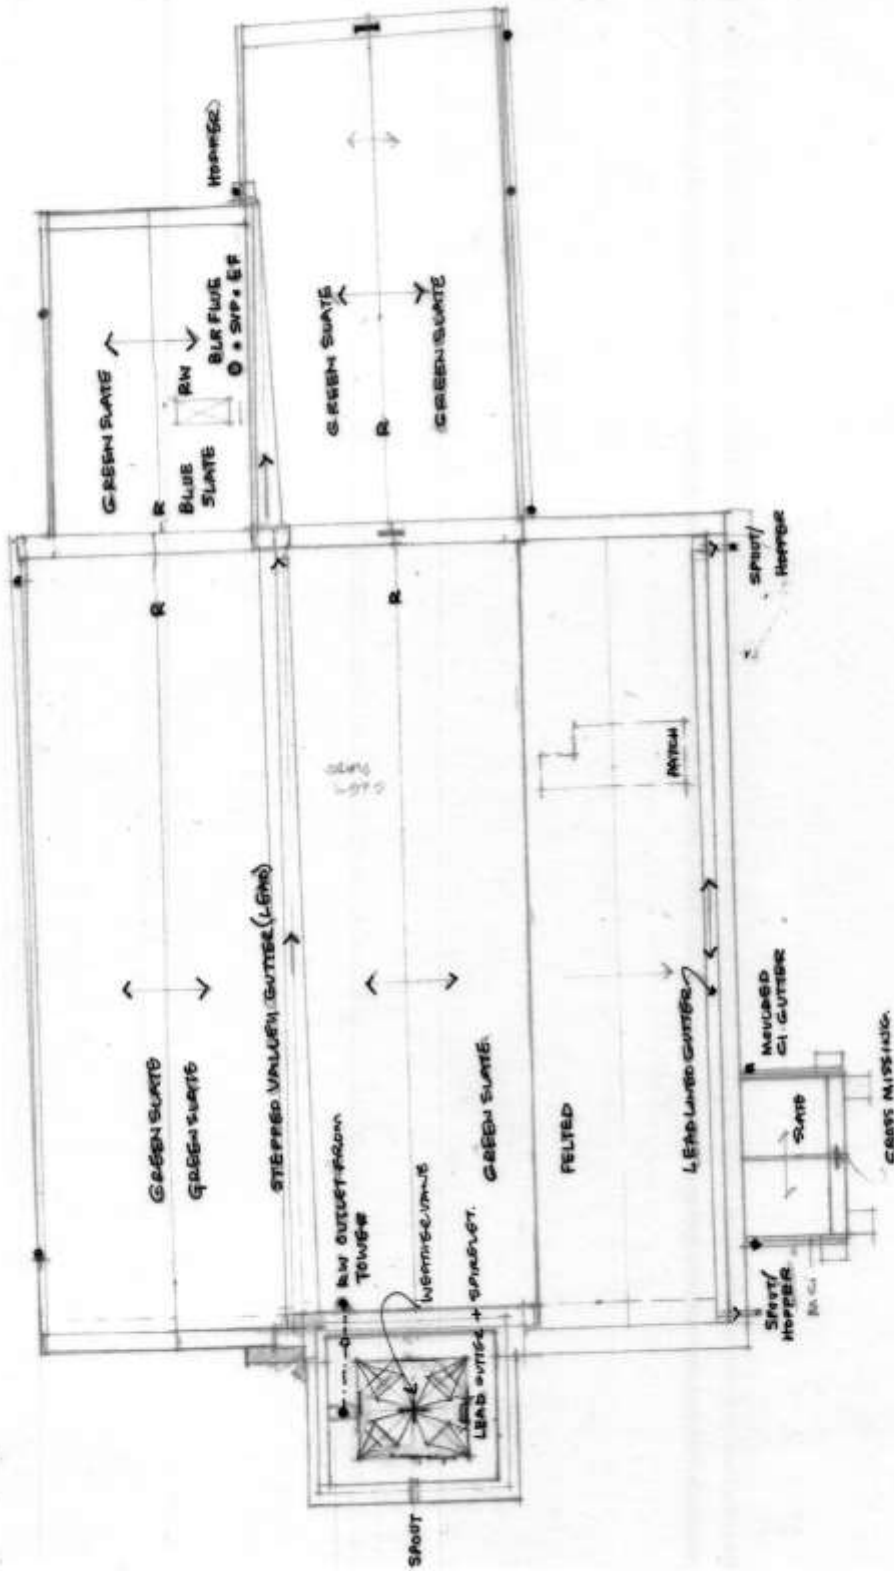 HOPPER
GREEN SLATE
RW
BLR FLUE
SVP. EF
R
BLUE
SLATE
GREEN SLATE
GREEN SLATE
R
R
R
SPOUT/
HOPPER
PATCH
GREEN SLATE
GREEN SLATE
STEPPED VALLEY GUTTER (LEAD)
GREEN SLATE
FELTED
LEAD LINED GUTTER
MOULDED
CI GUTTER
SLATE
CROSS MISSING.
RW OUTLET FROM
TOWER
WEATHERVANE
LEAD GUTTER + SPIRELET.
SPOUT/
HOPPER
MCI
SPOUT